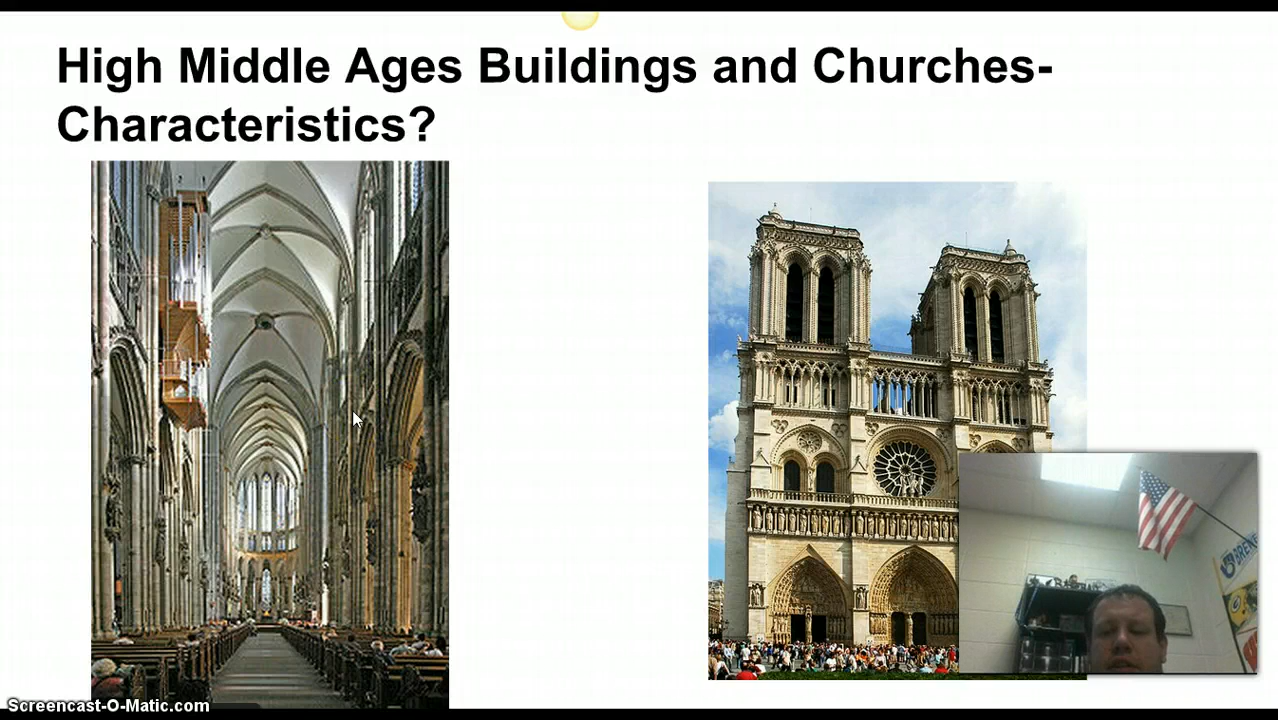 High Middle Ages Buildings and Churches-
Characteristics?
Screencast-O-Matic.com